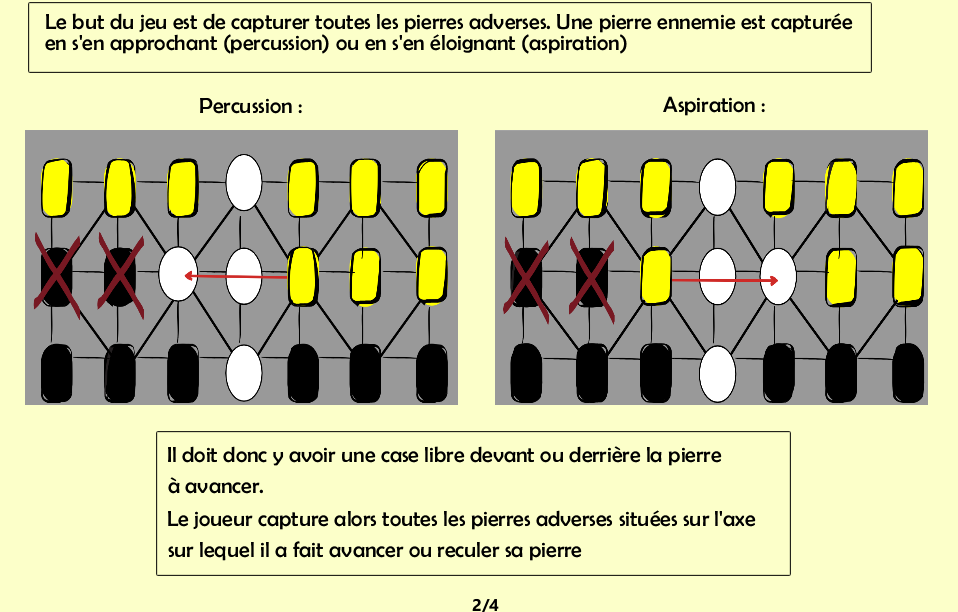 Le but du jeu est de capturer toutes les pierres adverses. Une pierre ennemie est capturée
en s'en approchant (percussion) ou en s'en éloignant (aspiration)
Percussion :
Aspiration :
Il doit donc y avoir une case libre devant ou derrière la pierre
à avancer.
Le joueur capture alors toutes les pierres adverses situées sur l'axe
sur lequel il a fait avancer ou reculer sa pierre
2/4